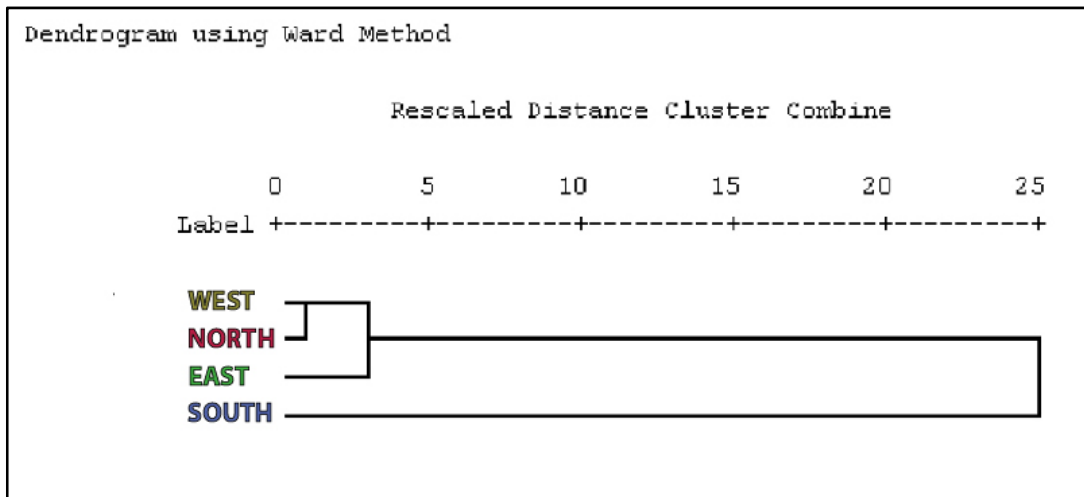 Dendrogram using Ward Method
Rescaled Distance Cluster Combine
0 5 10 15 20 25
Label +---------+---------+---------+---------+---------+
WEST
NORTH
EAST
SOUTH